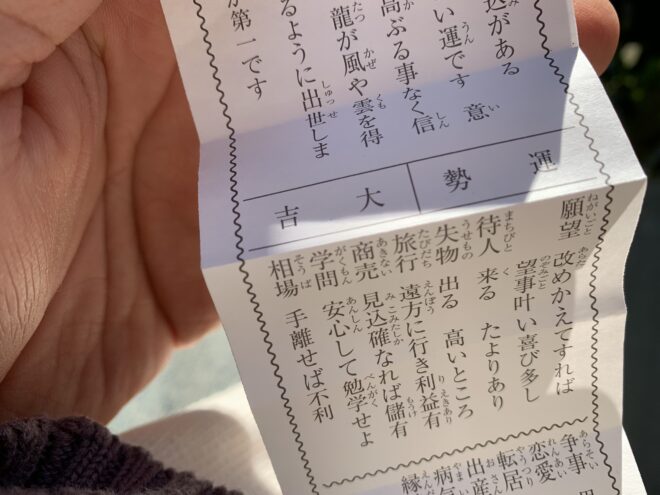 込がある
い運です 意
高ぶる事なく信
龍が風や雲を得
るように出世しま
が第一です
運勢 大吉
願望 改めかえてすれば
望事叶い喜び多し
待人 来る たよりあり
失物 出る 高いところ
旅行 遠方に行き利益有
商売 見込確なれば儲有
学問 安心して勉学せよ
相場 手離せば不利
争事
恋愛
転居
出産
病気
縁